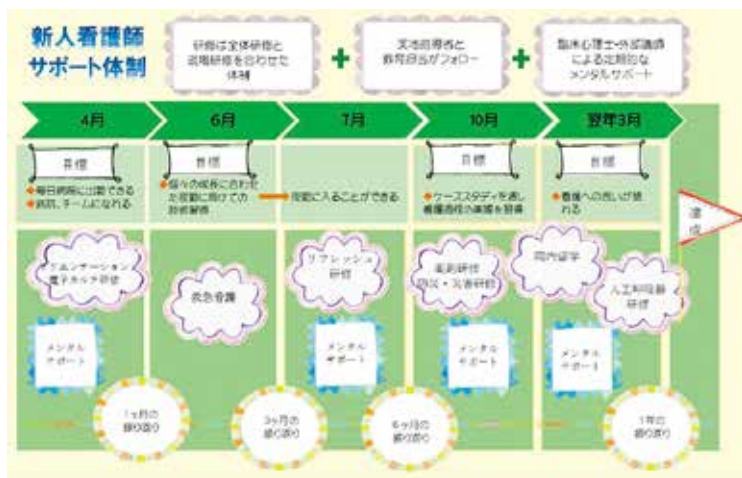 新人看護師
サポート体制
研修は全体研修と
現場研修を合わせた
体制
+
実地指導者と
教育担当がフォロー
+
臨床心理士・外部講師
による定期的な
メンタルサポート
4月
6月
7月
10月
翌年3月
目標
◆毎日病院に出勤できる
◆病院、チームになれる
目標
◆個々の成長に合わせ
た夜勤に向けての
技術習得
夜勤に入ることができる
目標
◆ケーススタディを通し
看護過程の展開を習得
目標
◆看護への思いが語
れる
達成
オリエンテーション
電子カルテ研修
救急看護
リフレッシュ
研修
薬剤研修
防災・災害研修
院内留学
人工呼吸器
研修
メンタル
サポート
メンタル
サポート
メンタル
サポート
メンタル
サポート
1ヶ月の
振り返り
3ヶ月の
振り返り
6ヶ月の
振り返り
1年の
振り返り